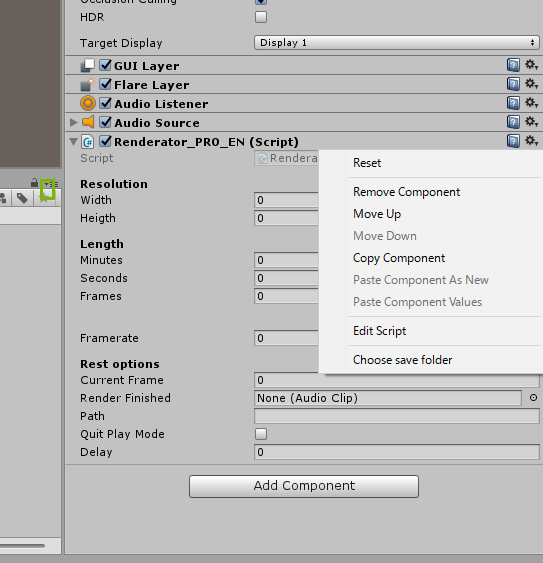 Occlusion Culling
HDR
Target Display
Display 1
GUI Layer
Flare Layer
Audio Listener
Audio Source
Renderator_PRO_EN (Script)
Script
Rendera
Resolution
Width 0
Heigth 0
Length
Minutes 0
Seconds 0
Frames 0
Framerate 0
Rest options
Current Frame 0
Render Finished None (Audio Clip)
Path
Quit Play Mode
Delay 0
Add Component
Reset
Remove Component
Move Up
Move Down
Copy Component
Paste Component As New
Paste Component Values
Edit Script
Choose save folder